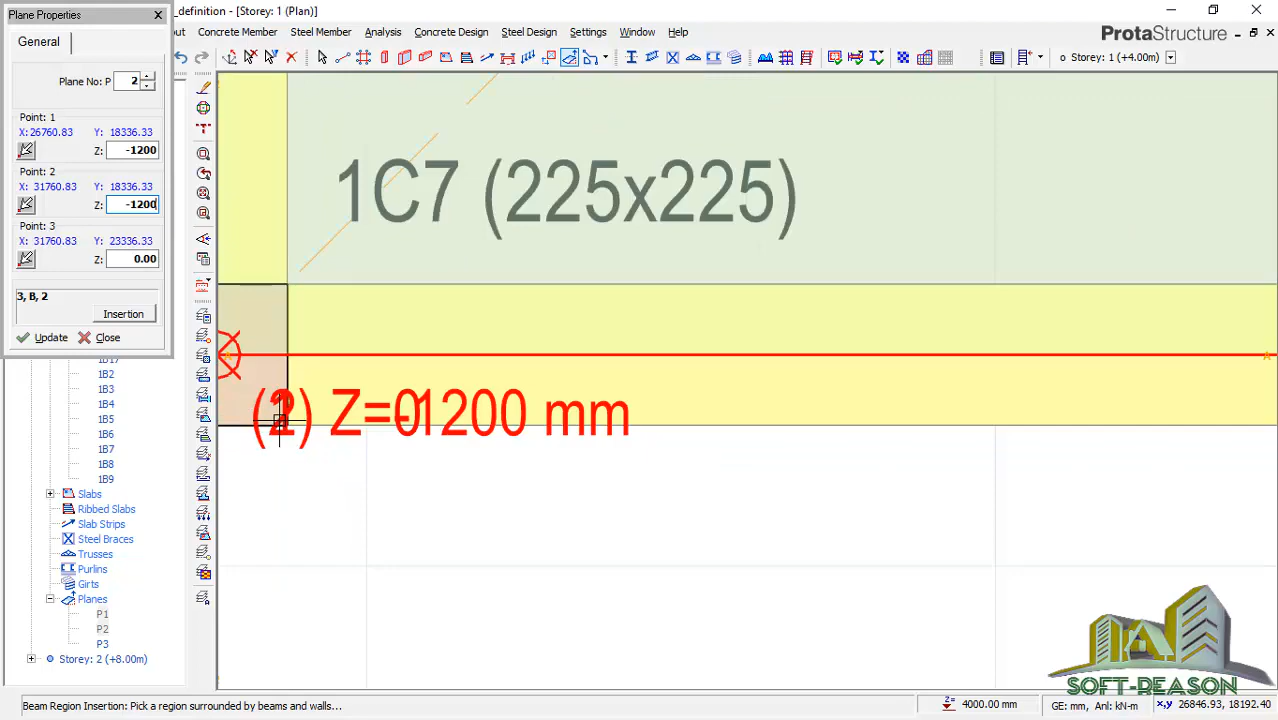 Plane Properties
_definition - [Storey: 1 (Plan)]
out Concrete Member Steel Member Analysis Concrete Design Steel Design Settings Window Help
ProtaStructure
General
o Storey: 1 (+4.00m)
Plane No: P 2
Point: 1
X:26760.83 Y: 18336.33
Z: -1200
Point: 2
X: 31760.83 Y: 18336.33
Z: -1200
Point: 3
X: 31760.83 Y: 23336.33
Z: 0.00
3, B, 2
Insertion
Update Close
1B17
1B2
1B3
1B4
1B5
1B6
1B7
1B8
1B9
Slabs
Ribbed Slabs
Slab Strips
Steel Braces
Trusses
Purlins
Girts
Planes
P1
P2
P3
Storey: 2 (+8.00m)
1C7 (225x225)
Z=-1200 mm
SOFT-REASON
Beam Region Insertion: Pick a region surrounded by beams and walls...
Z= 4000.00 mm
GE: mm, Anl: kN-m
x,y 26846.93, 18192.40